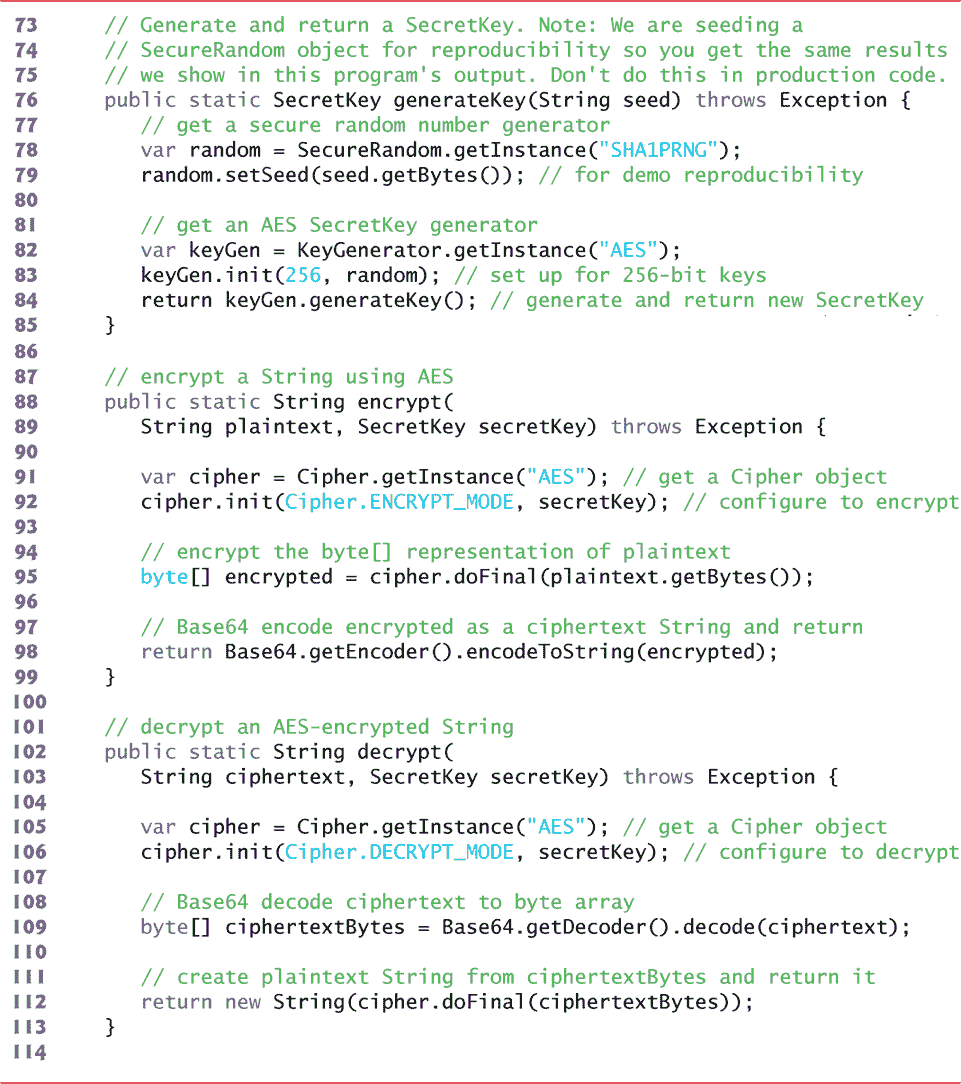 73 // Generate and return a SecretKey. Note: We are seeding a
74 // SecureRandom object for reproducibility so you get the same results
75 // we show in this program's output. Don't do this in production code.
76 public static SecretKey generateKey(String seed) throws Exception {
77 // get a secure random number generator
78 var random = SecureRandom.getInstance("SHA1PRNG");
79 random.setSeed(seed.getBytes()); // for demo reproducibility
80
81 // get an AES SecretKey generator
82 var keyGen = KeyGenerator.getInstance("AES");
83 keyGen.init(256, random); // set up for 256-bit keys
84 return keyGen.generateKey(); // generate and return new SecretKey
85 }
86
87 // encrypt a String using AES
88 public static String encrypt(
89 String plaintext, SecretKey secretKey) throws Exception {
90
91 var cipher = Cipher.getInstance("AES"); // get a Cipher object
92 cipher.init(Cipher.ENCRYPT_MODE, secretKey); // configure to encrypt
93
94 // encrypt the byte[] representation of plaintext
95 byte[] encrypted = cipher.doFinal(plaintext.getBytes());
96
97 // Base64 encode encrypted as a ciphertext String and return
98 return Base64.getEncoder().encodeToString(encrypted);
99 }
100
101 // decrypt an AES-encrypted String
102 public static String decrypt(
103 String ciphertext, SecretKey secretKey) throws Exception {
104
105 var cipher = Cipher.getInstance("AES"); // get a Cipher object
106 cipher.init(Cipher.DECRYPT_MODE, secretKey); // configure to decrypt
107
108 // Base64 decode ciphertext to byte array
109 byte[] ciphertextBytes = Base64.getDecoder().decode(ciphertext);
110
111 // create plaintext String from ciphertextBytes and return it
112 return new String(cipher.doFinal(ciphertextBytes));
113 }
114